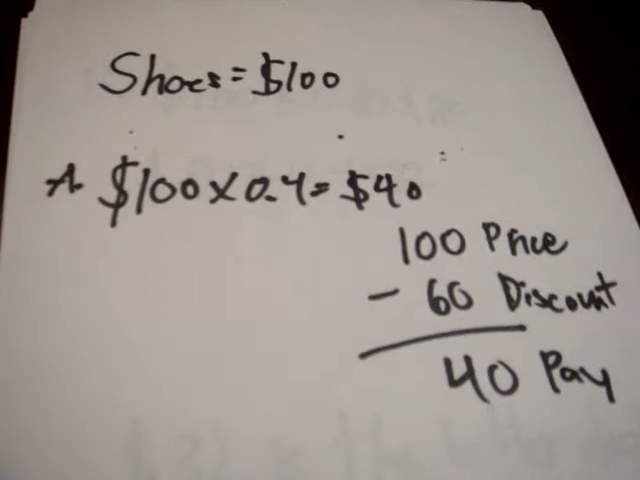 Shoes = $100
A. $100 X 0.4 = $40
100 Price
- 60 Discount
40 Pay